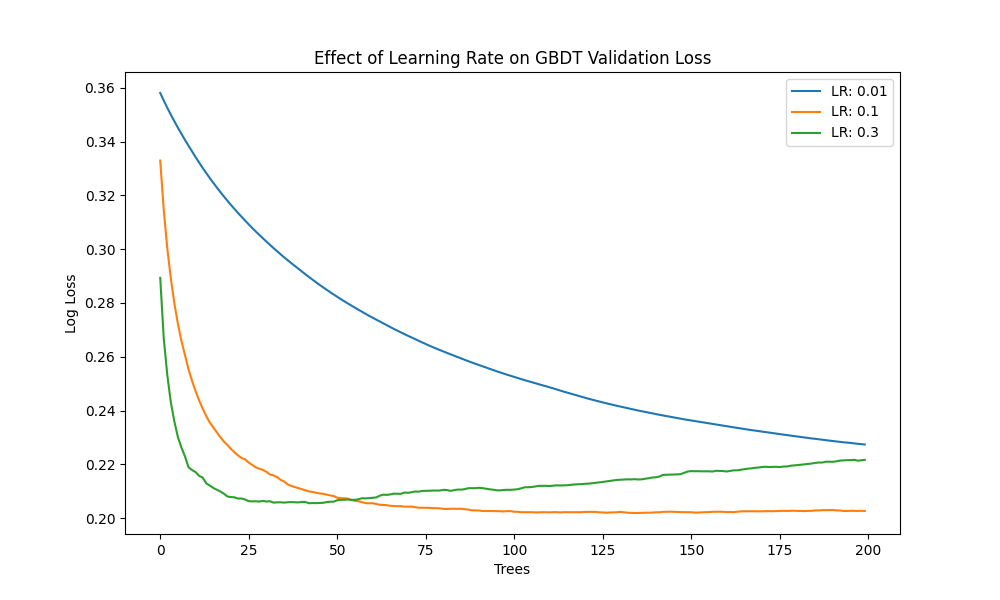 Effect of Learning Rate on GBDT Validation Loss
LR: 0.01
LR: 0.1
LR: 0.3
Log Loss
0.36
0.34
0.32
0.30
0.28
0.26
0.24
0.22
0.20
0 25 50 75 100 125 150 175 200
Trees